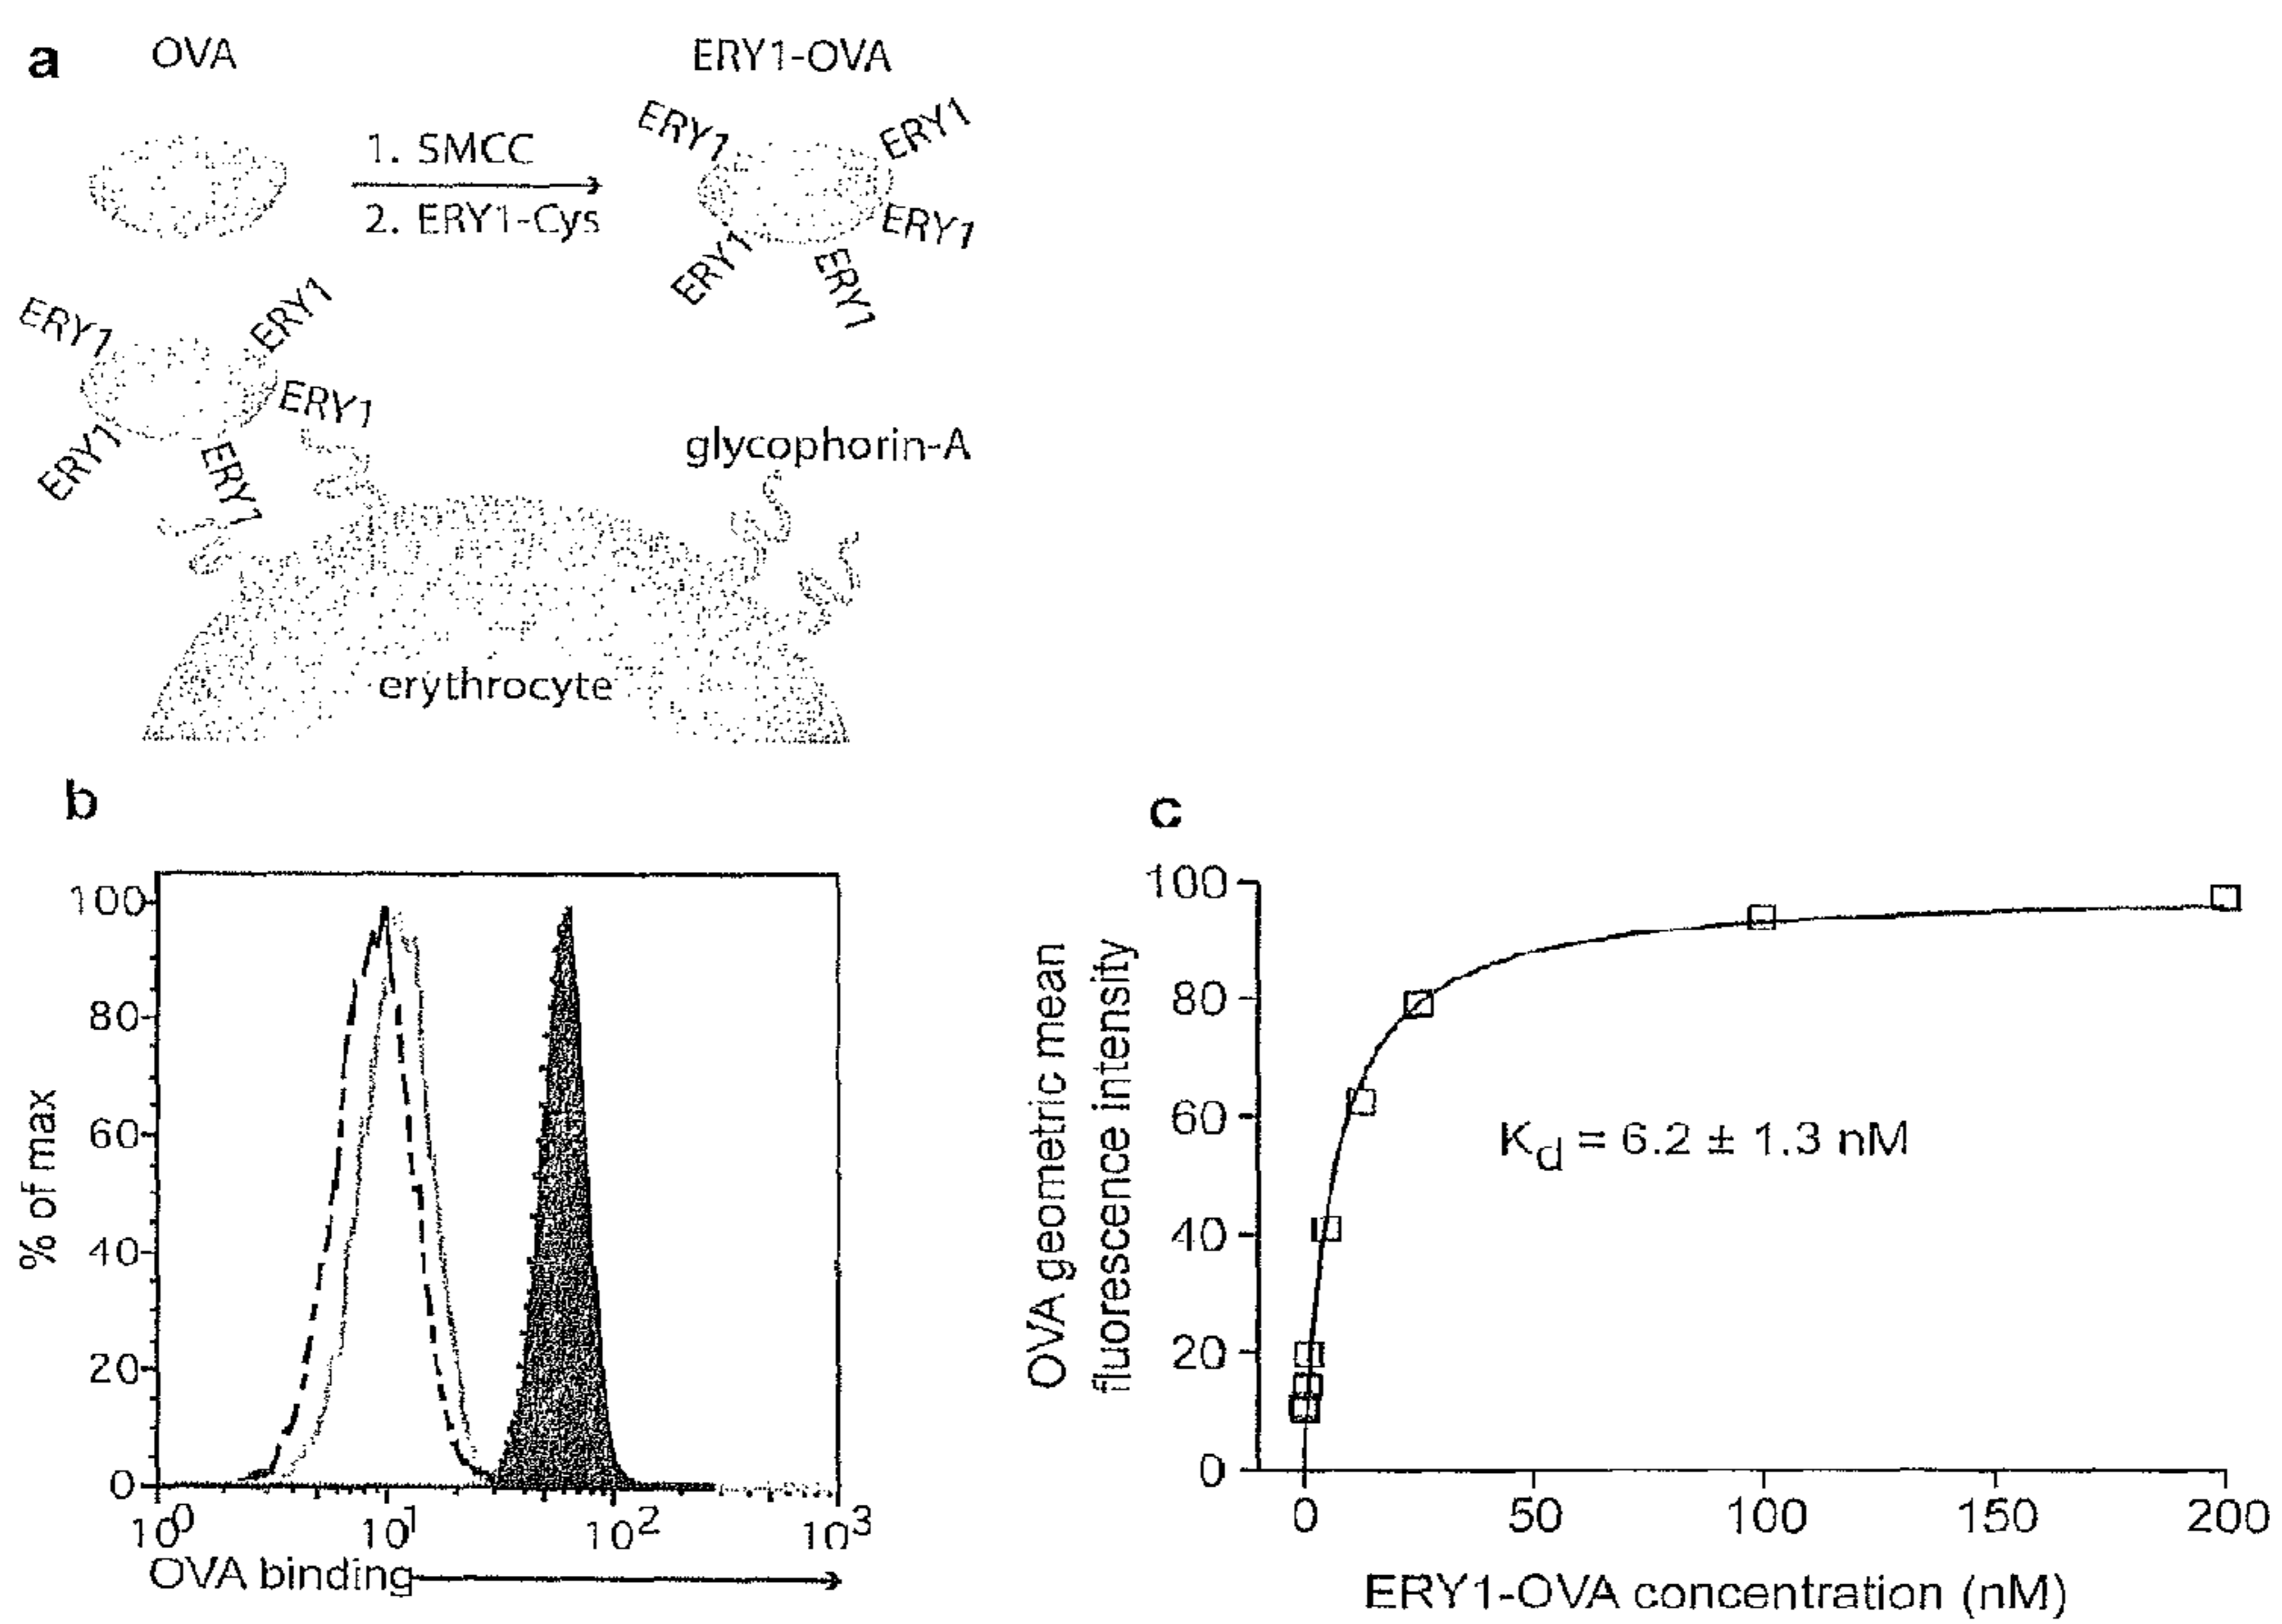 a
OVA
ERY1-OVA
1. SMCC
2. ERY1-Cys
ERY1
ERY1
ERY1
ERY1
ERY1
ERY1
ERY1
ERY1
ERY1
ERY1
glycophorin-A
erythrocyte
b
100
80
60
40
20
0
% of max
10^0
10^1
10^2
10^3
OVA binding
c
100
80
60
40
20
0
OVA geometric mean
fluorescence intensity
K_d = 6.2 ± 1.3 nM
0
50
100
150
200
ERY1-OVA concentration (nM)